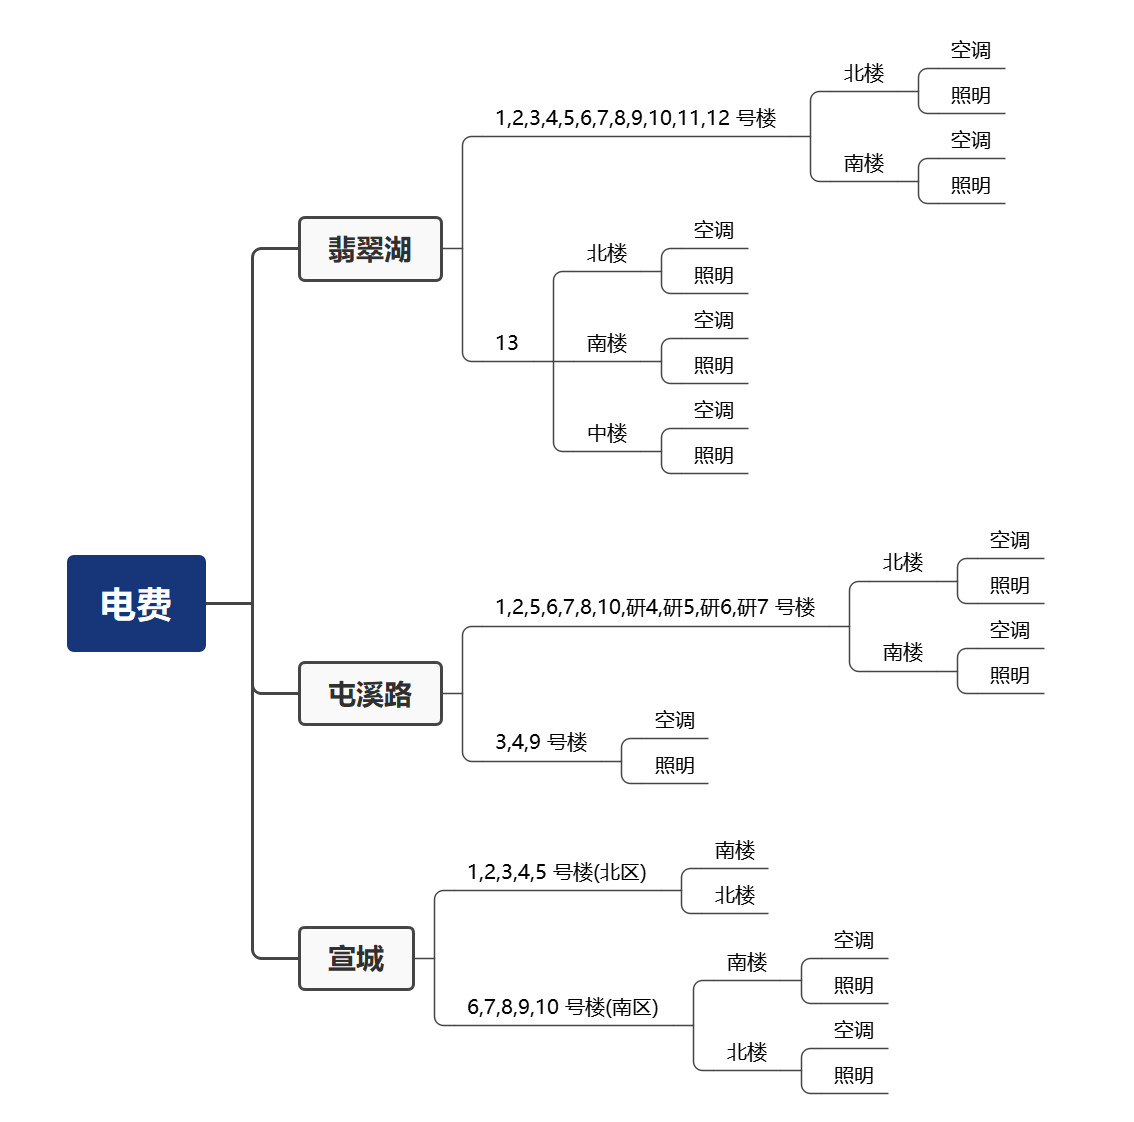 电费
翡翠湖
1,2,3,4,5,6,7,8,9,10,11,12 号楼
北楼
空调
照明
南楼
空调
照明
13
北楼
空调
照明
南楼
空调
照明
中楼
空调
照明
屯溪路
1,2,5,6,7,8,10,研4,研5,研6,研7 号楼
北楼
空调
照明
南楼
空调
照明
3,4,9 号楼
空调
照明
宣城
1,2,3,4,5 号楼(北区)
南楼
北楼
6,7,8,9,10 号楼(南区)
南楼
空调
照明
北楼
空调
照明